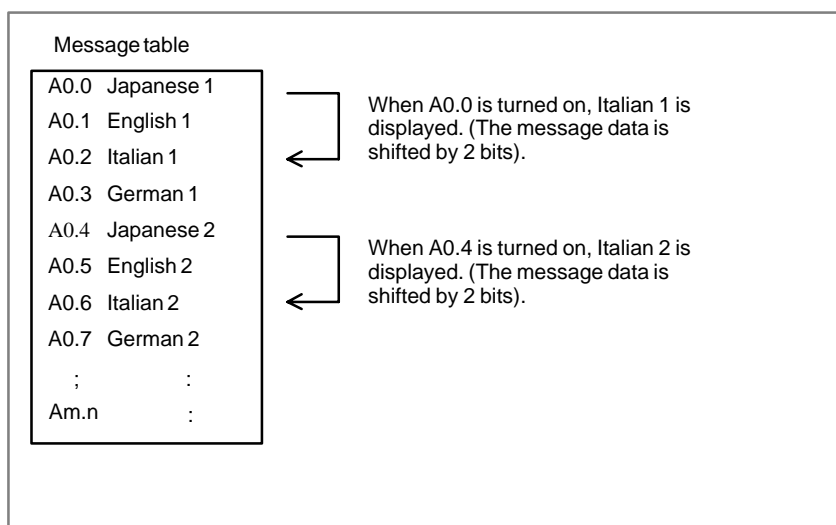 Message table
A0.0 Japanese 1
A0.1 English 1
A0.2 Italian 1
A0.3 German 1
A0.4 Japanese 2
A0.5 English 2
A0.6 Italian 2
A0.7 German 2
; :
Am.n :
When A0.0 is turned on, Italian 1 is
displayed. (The message data is
shifted by 2 bits).
When A0.4 is turned on, Italian 2 is
displayed. (The message data is
shifted by 2 bits).